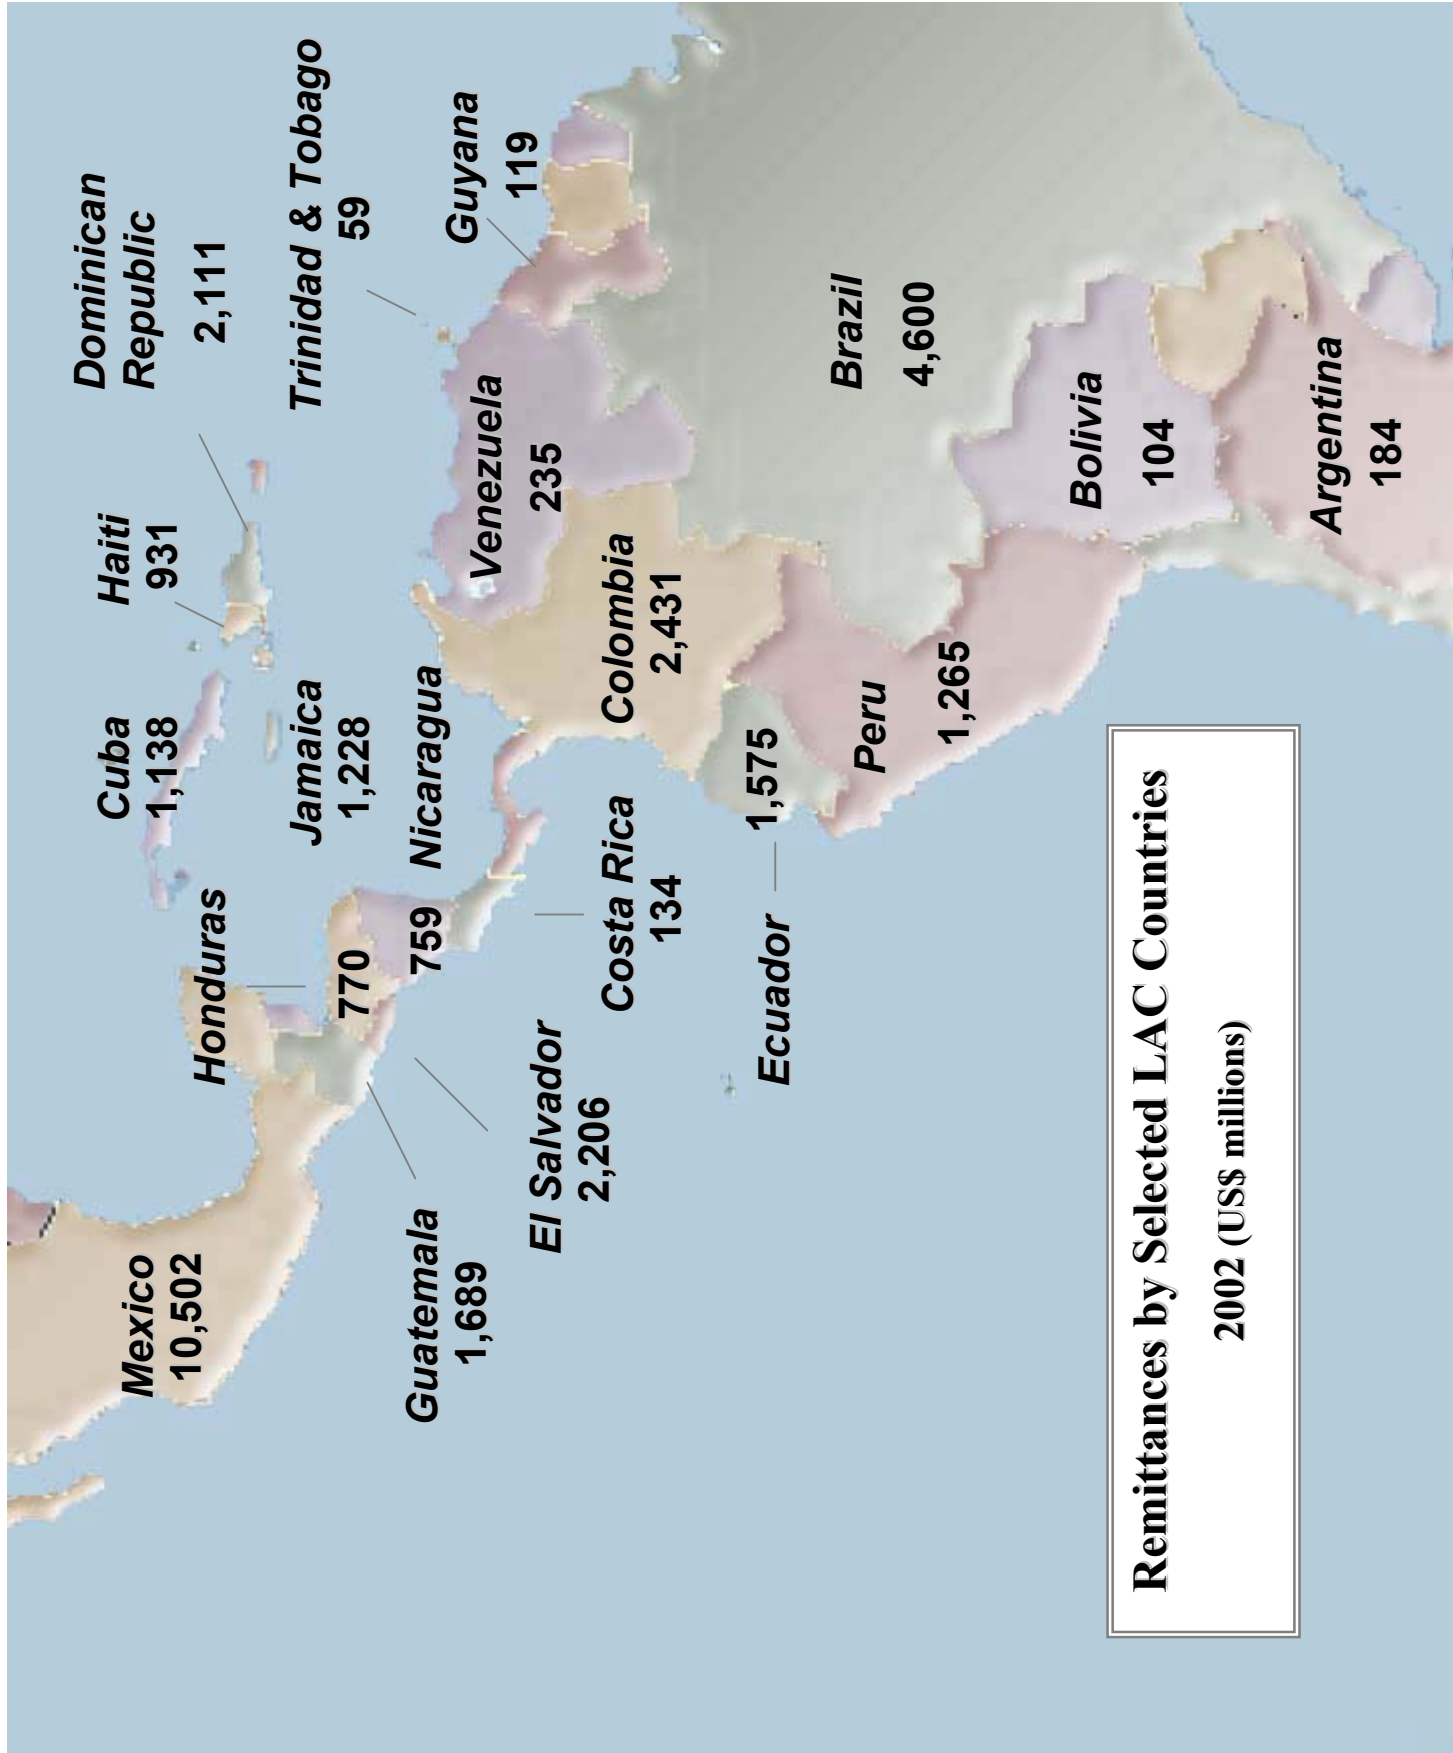 Mexico
10,502
Guatemala
1,689
El Salvador
2,206
Honduras
770
Nicaragua
759
Costa Rica
134
Cuba
1,138
Jamaica
1,228
Haiti
931
Dominican
Republic
2,111
Trinidad & Tobago
59
Guyana
119
Venezuela
235
Colombia
2,431
Ecuador
1,575
Peru
1,265
Brazil
4,600
Bolivia
104
Argentina
184
Remittances by Selected LAC Countries
2002 (US$ millions)